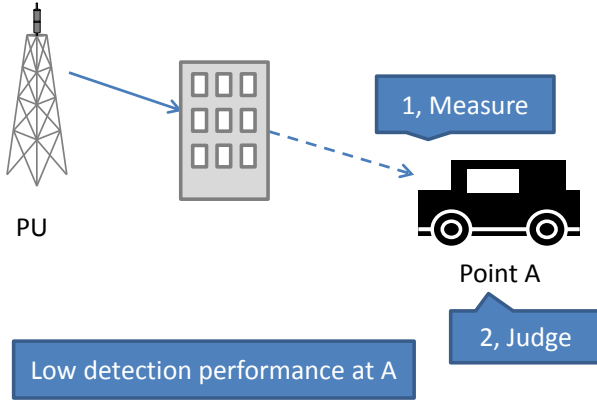 1, Measure
PU
Point A
2, Judge
Low detection performance at A